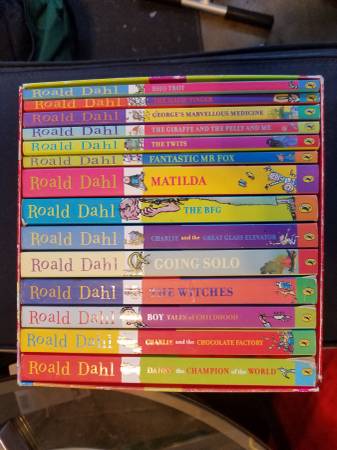 Roald Dahl ESIO TROT
Roald Dahl THE MAGIC FINGER
Roald Dahl GEORGE'S MARVELLOUS MEDICINE
Roald Dahl THE GIRAFFE AND THE PELLY AND ME
Roald Dahl THE TWITS
Roald Dahl FANTASTIC MR FOX
Roald Dahl MATILDA
Roald Dahl THE BFG
Roald Dahl CHARLIE and the GREAT GLASS ELEVATOR
Roald Dahl GOING SOLO
Roald Dahl THE WITCHES
Roald Dahl BOY TALES of CHILDHOOD
Roald Dahl CHARLIE and the CHOCOLATE FACTORY
Roald Dahl DANNY the CHAMPION of the WORLD